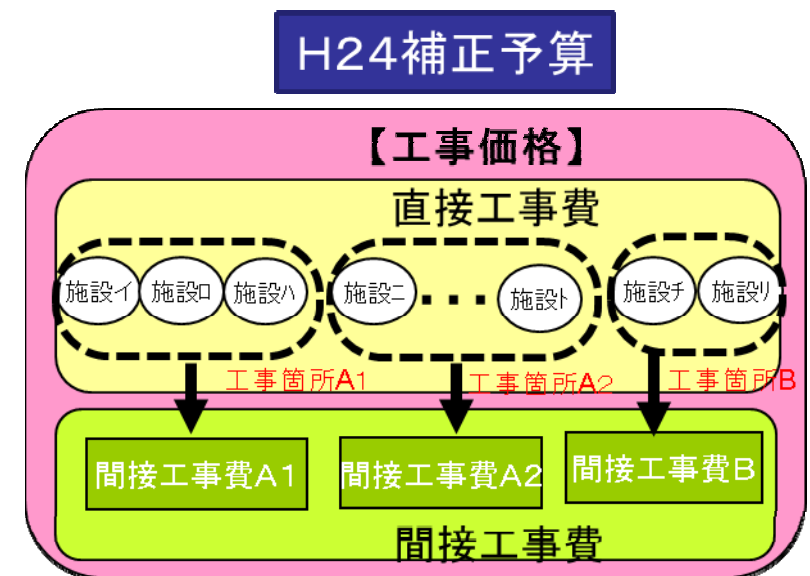 H24補正予算
【工事価格】
直接工事費
施設イ 施設ロ 施設ハ 施設ニ ・・・ 施設ト 施設チ 施設リ
工事箇所A1 工事箇所A2 工事箇所B
間接工事費A1 間接工事費A2 間接工事費B
間接工事費